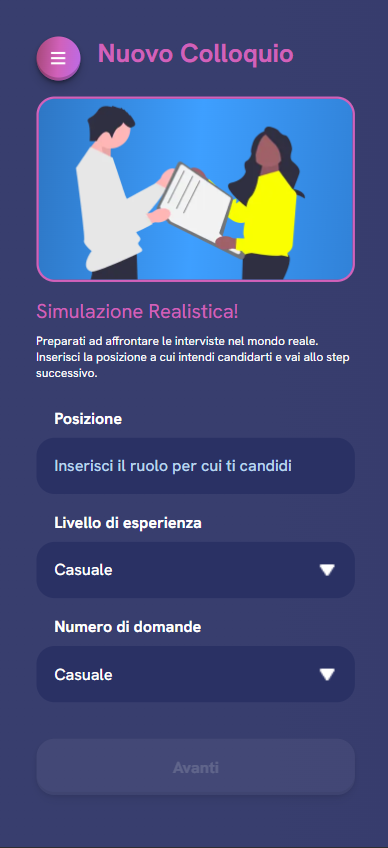 Nuovo Colloquio
Simulazione Realistica!
Preparati ad affrontare le interviste nel mondo reale.
Inserisci la posizione a cui intendi candidarti e vai allo step
successivo.
Posizione
Inserisci il ruolo per cui ti candidi
Livello di esperienza
Casuale
Numero di domande
Casuale
Avanti